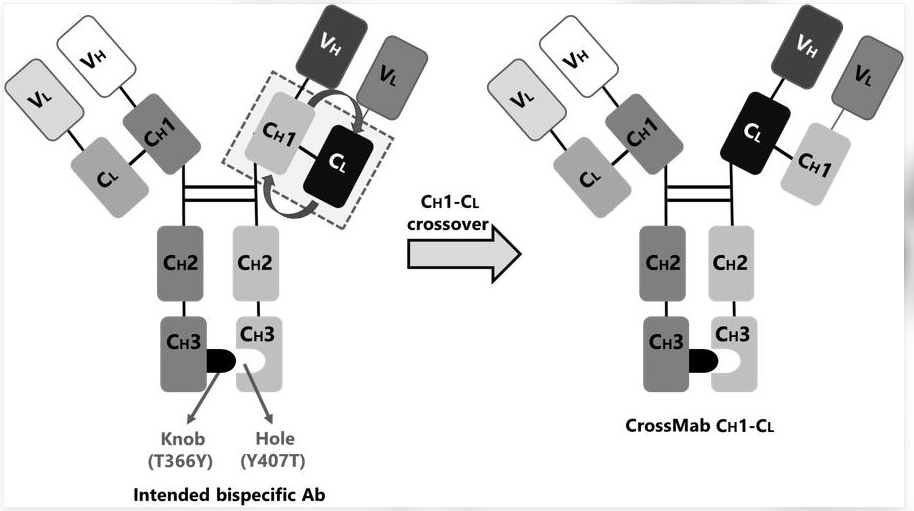 VH
VL
CH1
CL
VH
VL
CH1
CL
CH2
CH2
CH3
CH3
Knob
(T366Y)
Hole
(Y407T)
Intended bispecific Ab
CH1-CL
crossover
VH
VL
CH1
CL
VH
VL
CL
CH1
CH2
CH2
CH3
CH3
CrossMab CH1-CL